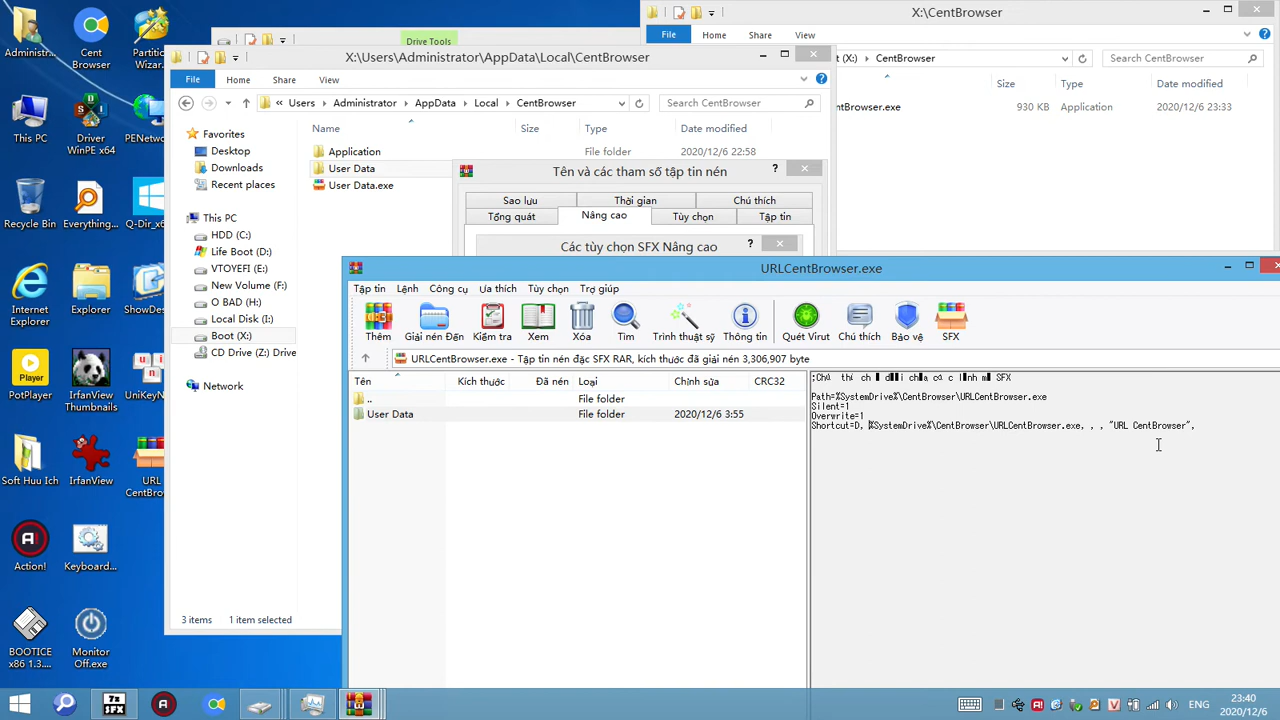 Administr...
Cent
Browser
Partition
Wizar...
This PC
Driver
WinPE x64
PENetwor
Recycle Bin
Everything...
Q-Dir_x6
Internet
Explorer
Explorer
ShowDes
PotPlayer
IrfanView
Thumbnails
UniKeyN
Soft Huu Ich
IrfanView
URL
CentBro
Action!
Keyboard...
BOOTICE
x86 1.3....
Monitor
Off.exe
X:\CentBrowser
File
Home
Share
View
t (X:)
CentBrowser
Search CentBrowser
Size
Type
Date modified
ntBrowser.exe
930 KB
Application
2020/12/6 23:33
Drive Tools
X:\Users\Administrator\AppData\Local\CentBrowser
File
Home
Share
View
Users
Administrator
AppData
Local
CentBrowser
Search CentBrowser
Favorites
Desktop
Downloads
Recent places
This PC
HDD (C:)
Life Boot (D:)
VTOYEFI (E:)
New Volume (F:)
O BAD (H:)
Local Disk (I:)
Boot (X:)
CD Drive (Z:) Drive
Network
Name
Size
Type
Date modified
Application
File folder
2020/12/6 22:58
User Data
User Data.exe
3 items
1 item selected
Tên và các tham số tập tin nén
Sao lưu
Thời gian
Chú thích
Tổng quát
Nâng cao
Tùy chọn
Tập tin
Các tùy chọn SFX Nâng cao
URLCentBrowser.exe
Tập tin
Lệnh
Công cụ
Ưa thích
Tùy chọn
Trợ giúp
Thêm
Giải nén Đến
Kiểm tra
Xem
Xóa
Tìm
Trình thuật sỹ
Thông tin
Quét Virut
Chú thích
Bảo vệ
SFX
URLCentBrowser.exe - Tập tin nén đặc SFX RAR, kích thước đã giải nén 3,306,907 byte
Tên
Kích thước
Đã nén
Loại
Chỉnh sửa
CRC32
..
File folder
User Data
File folder
2020/12/6 3:55
Path=%SystemDrive%\CentBrowser\URLCentBrowser.exe
Silent=1
Overwrite=1
Shortcut=D, %SystemDrive%\CentBrowser\URLCentBrowser.exe, , , "URL CentBrowser",
ENG
23:40
2020/12/6